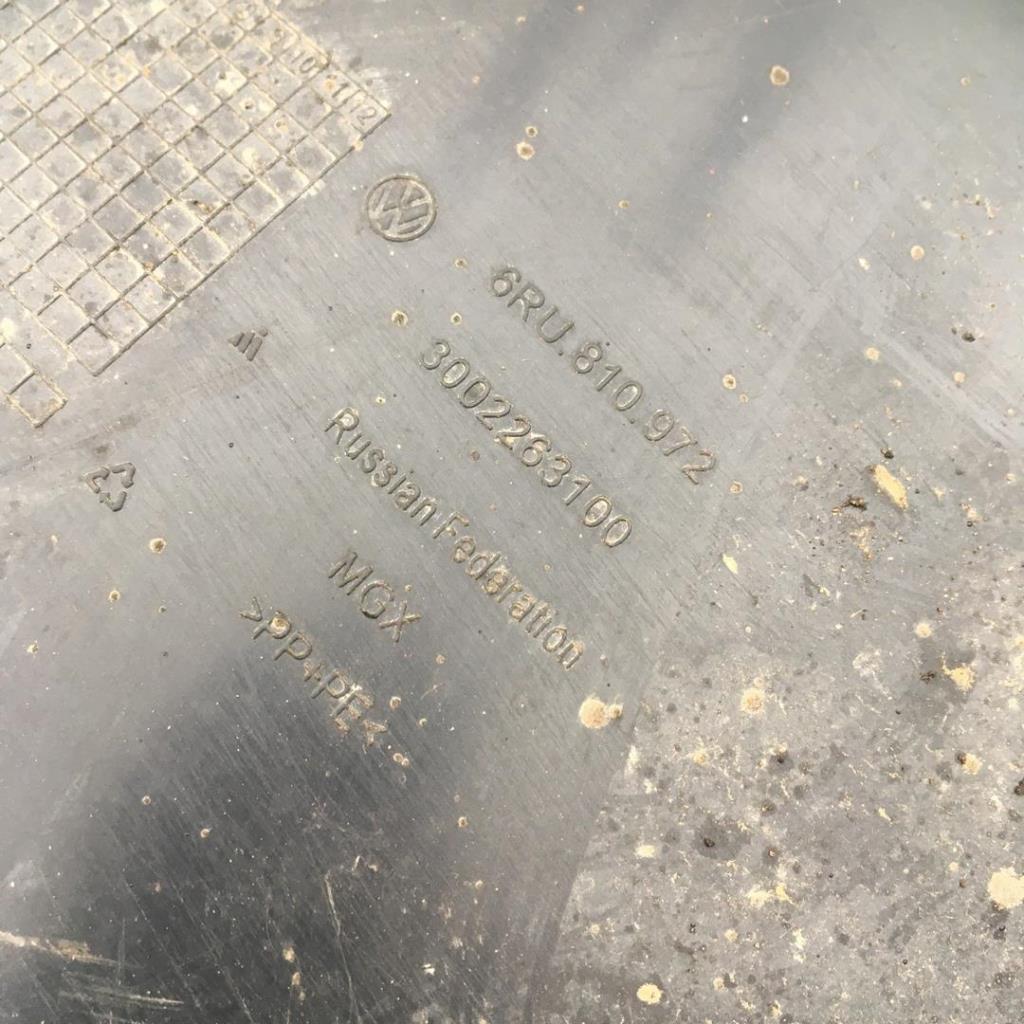 6RU.810.972
3002263100
Russian Federation
MGX
>PP+PE<